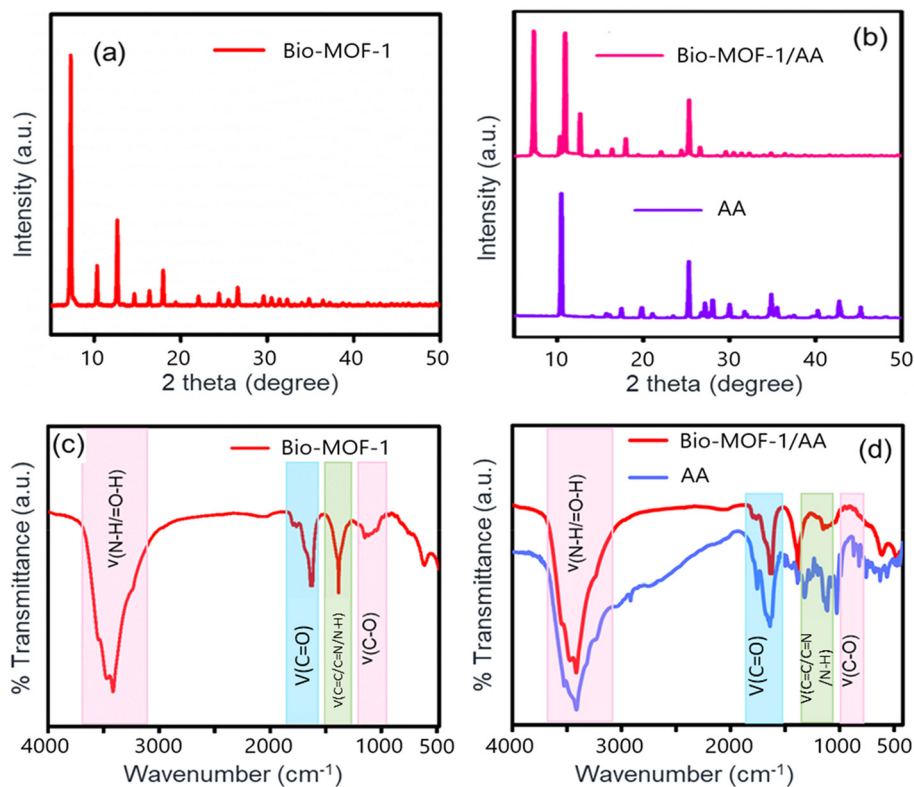 (a)
Bio-MOF-1
Intensity (a.u.)
10
20
30
40
50
2 theta (degree)
(b)
Bio-MOF-1/AA
AA
Intensity (a.u.)
10
20
30
40
50
2 theta (degree)
(c)
Bio-MOF-1
% Transmittance (a.u.)
V(N-H/=O-H)
V(C=O)
V(C=C/C=N/N-H)
V(C-O)
4000
3000
2000
1000
500
Wavenumber (cm⁻¹)
(d)
Bio-MOF-1/AA
AA
% Transmittance (a.u.)
V(N-H/=O-H)
V(C=O)
V(C=C/C=N
/N-H)
V(C-O)
4000
3000
2000
1000
500
Wavenumber (cm⁻¹)